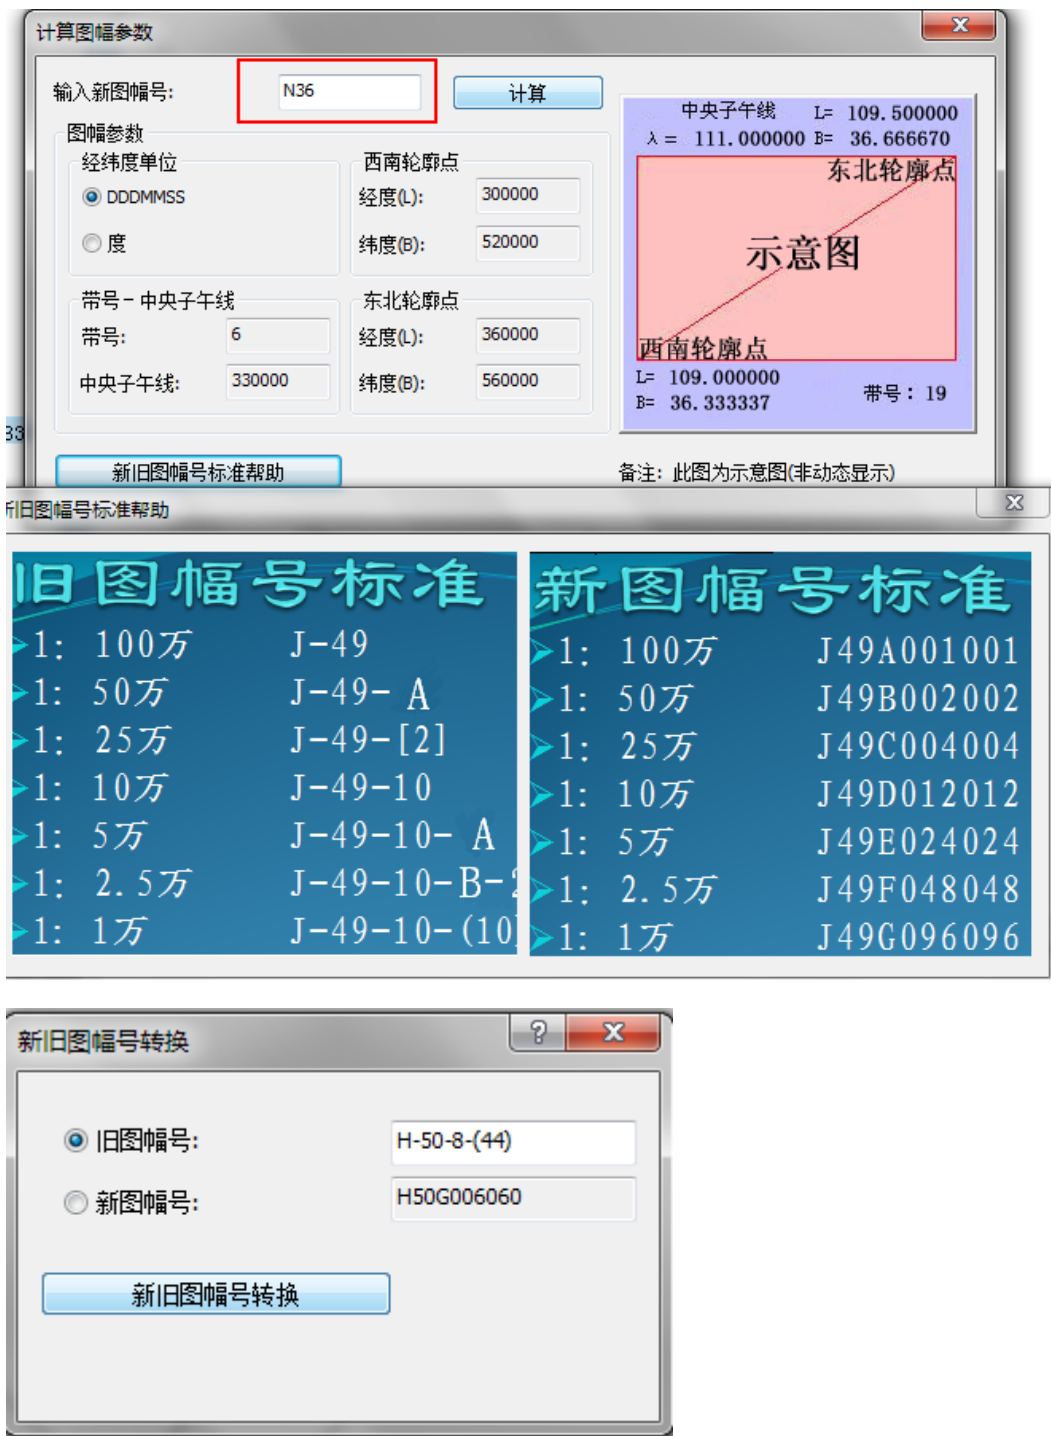 计算图幅参数
输入新图幅号:
N36
计算
图幅参数
经纬度单位
DDDMMSS
度
西南轮廓点
经度(L):
300000
纬度(B):
520000
带号-中央子午线
带号:
6
中央子午线:
330000
东北轮廓点
经度(L):
360000
纬度(B):
560000
中央子午线 L= 109.500000
λ = 111.000000 B= 36.666670
东北轮廓点
示意图
西南轮廓点
L= 109.000000
B= 36.333337
带号: 19
33
新旧图幅号标准帮助
备注: 此图为示意图(非动态显示)
旧图幅号标准帮助
旧图幅号标准
1: 100万 J-49
1: 50万 J-49- A
1: 25万 J-49-[2]
1: 10万 J-49-10
1: 5万 J-49-10- A
1: 2.5万 J-49-10-B-2
1: 1万 J-49-10-(10)
新图幅号标准
1: 100万 J49A001001
1: 50万 J49B002002
1: 25万 J49C004004
1: 10万 J49D012012
1: 5万 J49E024024
1: 2.5万 J49F048048
1: 1万 J49G096096
新旧图幅号转换
旧图幅号:
H-50-8-(44)
新图幅号:
H50G006060
新旧图幅号转换